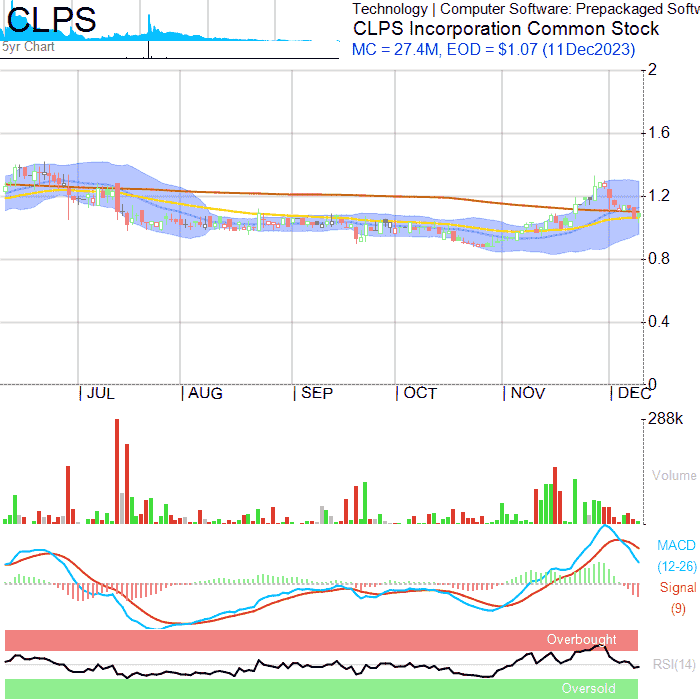 CLPS
Technology | Computer Software: Prepackaged Softw
5yr Chart
CLPS Incorporation Common Stock
MC = 27.4M, EOD = $1.07 (11Dec2023)
2
1.6
1.2
0.8
0.4
0
JUL
AUG
SEP
OCT
NOV
DEC
288k
Volume
MACD
(12-26)
Signal
(9)
Overbought
RSI(14)
Oversold